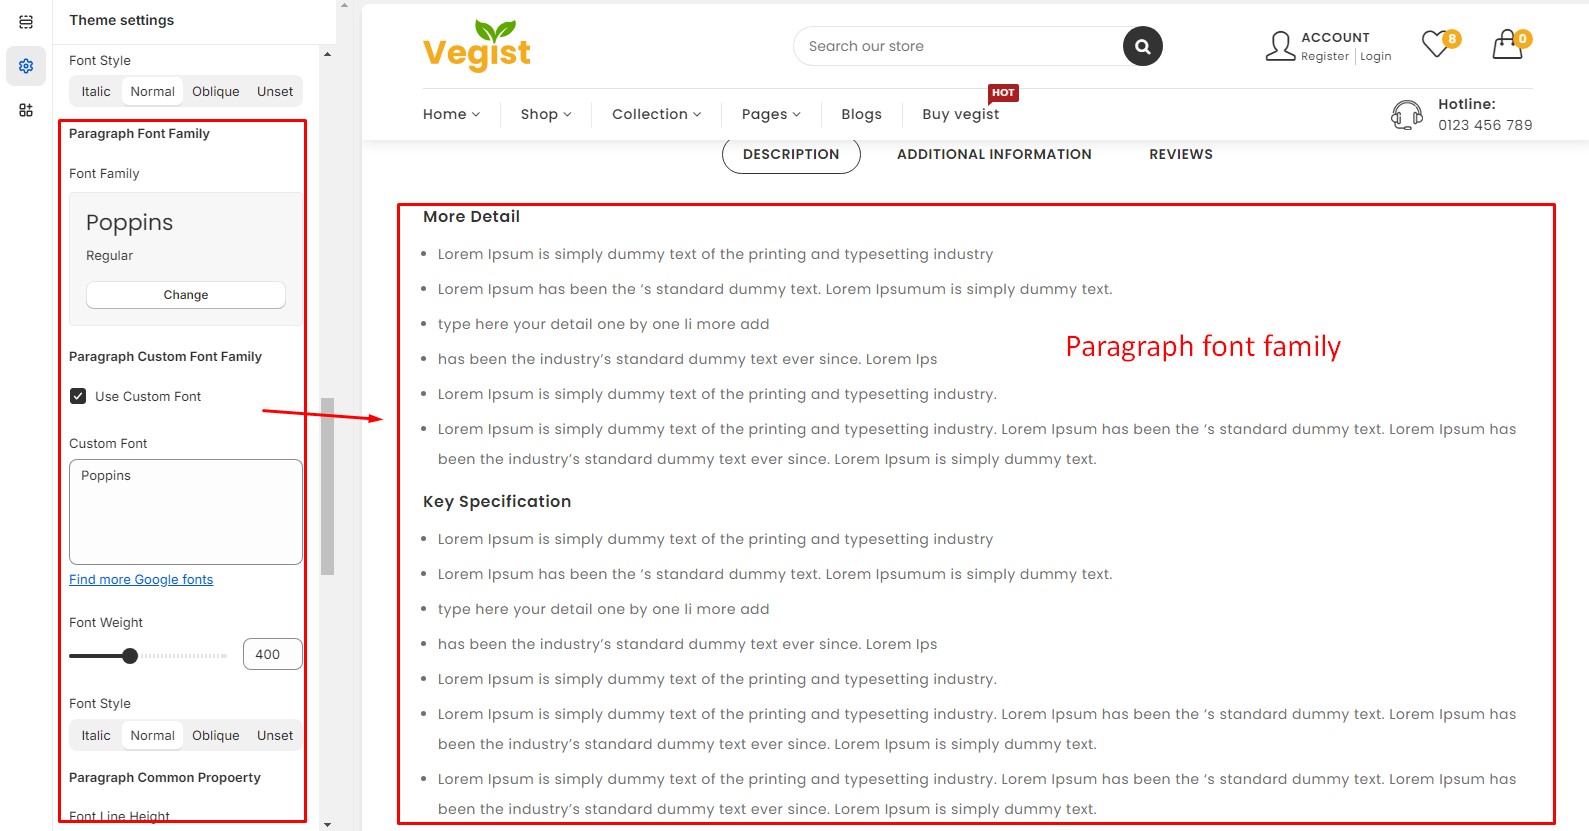 Theme settings
Font Style
Italic Normal Oblique Unset
Paragraph Font Family
Font Family
Poppins
Regular
Change
Paragraph Custom Font Family
Use Custom Font
Custom Font
Poppins
Find more Google fonts
Font Weight
400
Font Style
Italic Normal Oblique Unset
Paragraph Common Propoerty
Font Line Height
Vegist
Search our store
ACCOUNT
Register Login
8
0
Home Shop Collection Pages Blogs Buy vegist
HOT
Hotline:
0123 456 789
DESCRIPTION ADDITIONAL INFORMATION REVIEWS
More Detail
Lorem Ipsum is simply dummy text of the printing and typesetting industry
Lorem Ipsum has been the ‘s standard dummy text. Lorem Ipsumum is simply dummy text.
type here your detail one by one li more add
has been the industry’s standard dummy text ever since. Lorem Ips
Lorem Ipsum is simply dummy text of the printing and typesetting industry.
Lorem Ipsum is simply dummy text of the printing and typesetting industry. Lorem Ipsum has been the ‘s standard dummy text. Lorem Ipsum has
been the industry’s standard dummy text ever since. Lorem Ipsum is simply dummy text.
Paragraph font family
Key Specification
Lorem Ipsum is simply dummy text of the printing and typesetting industry
Lorem Ipsum has been the ‘s standard dummy text. Lorem Ipsumum is simply dummy text.
type here your detail one by one li more add
has been the industry’s standard dummy text ever since. Lorem Ips
Lorem Ipsum is simply dummy text of the printing and typesetting industry.
Lorem Ipsum is simply dummy text of the printing and typesetting industry. Lorem Ipsum has been the ‘s standard dummy text. Lorem Ipsum has
been the industry’s standard dummy text ever since. Lorem Ipsum is simply dummy text.
Lorem Ipsum is simply dummy text of the printing and typesetting industry. Lorem Ipsum has been the ‘s standard dummy text. Lorem Ipsum has
been the industry’s standard dummy text ever since. Lorem Ipsum is simply dummy text.